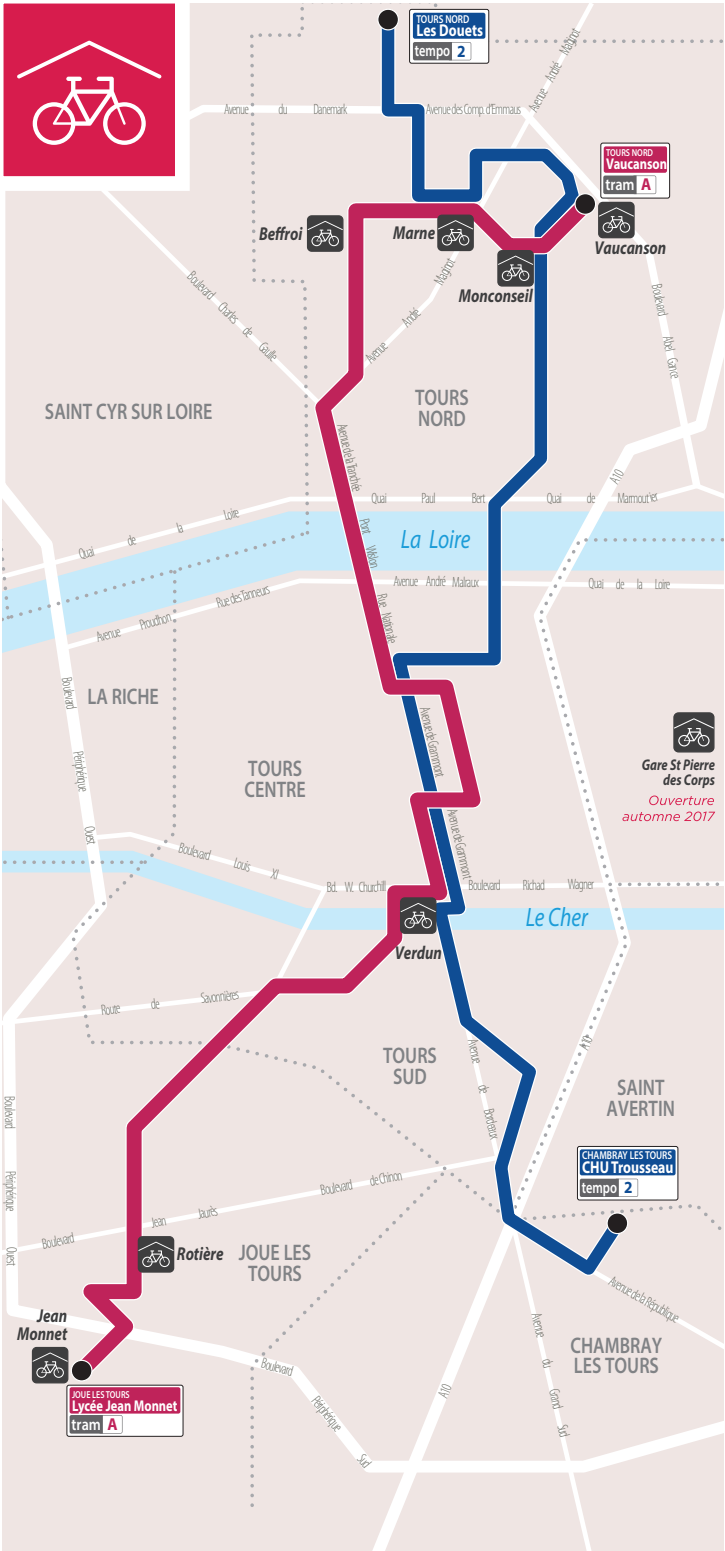 TOURS NORD
Les Douets
tempo 2
Avenue du Danemark
Avenue des Comp. d'Emmaus
Avenue André Maginot
TOURS NORD
Vaucanson
tram A
Beffroi
Marne
Monconseil
Vaucanson
Boulevard Charles de Gaulle
Avenue André Maginot
Boulevard Abel Gance
SAINT CYR SUR LOIRE
TOURS
NORD
Avenue de la Tranchée
A10
Quai de la Loire
Quai Paul Bert
Quai de Marmoutier
Pont Wilson
La Loire
Avenue Proudhon
Rue des Tanneurs
Avenue André Malraux
Quai de la Loire
Rue Nationale
LA RICHE
Boulevard Périphérique Ouest
TOURS
CENTRE
Avenue de Grammont
Gare St Pierre
des Corps
Ouverture
automne 2017
Avenue de Grammont
Boulevard Louis XI
Bd. W. Churchill
Boulevard Richad Wagner
Le Cher
Verdun
Route de Savonnières
TOURS
SUD
Avenue de Bordeaux
A10
SAINT
AVERTIN
Boulevard Périphérique Ouest
CHAMBRAY LES TOURS
CHU Trousseau
tempo 2
Boulevard Jean Jaurès
Boulevard de Chinon
Rotière
JOUE LES
TOURS
Avenue de la République
Jean
Monnet
CHAMBRAY
LES TOURS
Avenue du Grand Sud
A10
Boulevard Périphérique Sud
JOUE LES TOURS
Lycée Jean Monnet
tram A